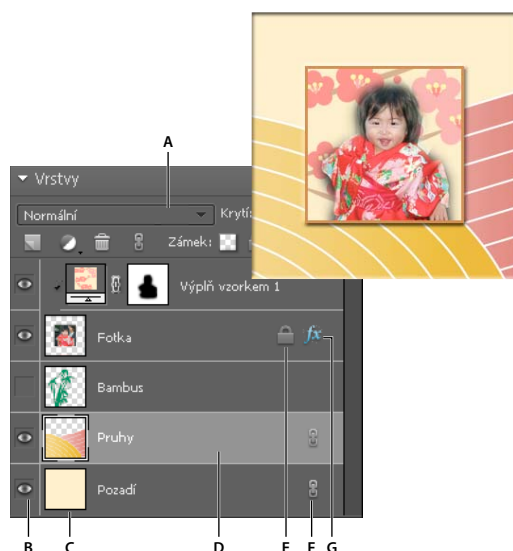 A
Vrstvy
Normální Krytí:
Zámek:
Výplň vzorkem 1
Fotka
Bambus
Pruhy
Pozadí
B C D E F G